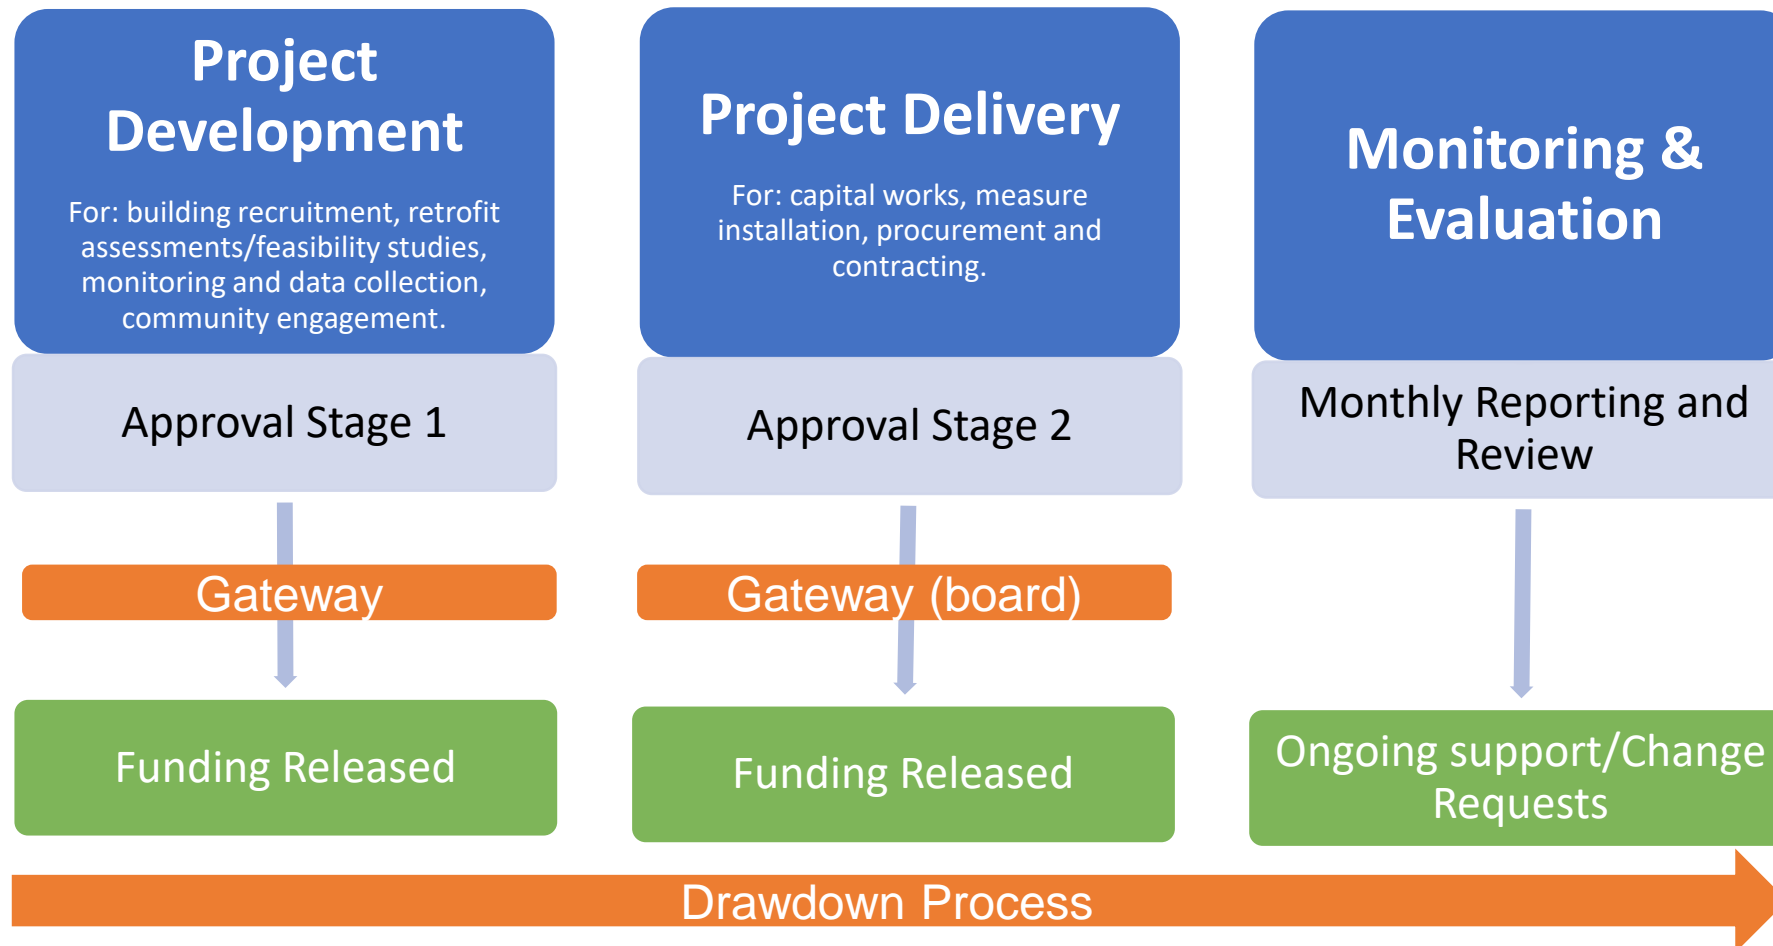 Project
Development
For: building recruitment, retrofit
assessments/feasibility studies,
monitoring and data collection,
community engagement.
Approval Stage 1
Gateway
Funding Released
Project Delivery
For: capital works, measure
installation, procurement and
contracting.
Approval Stage 2
Gateway (board)
Funding Released
Monitoring &
Evaluation
Monthly Reporting and
Review
Ongoing support/Change
Requests
Drawdown Process